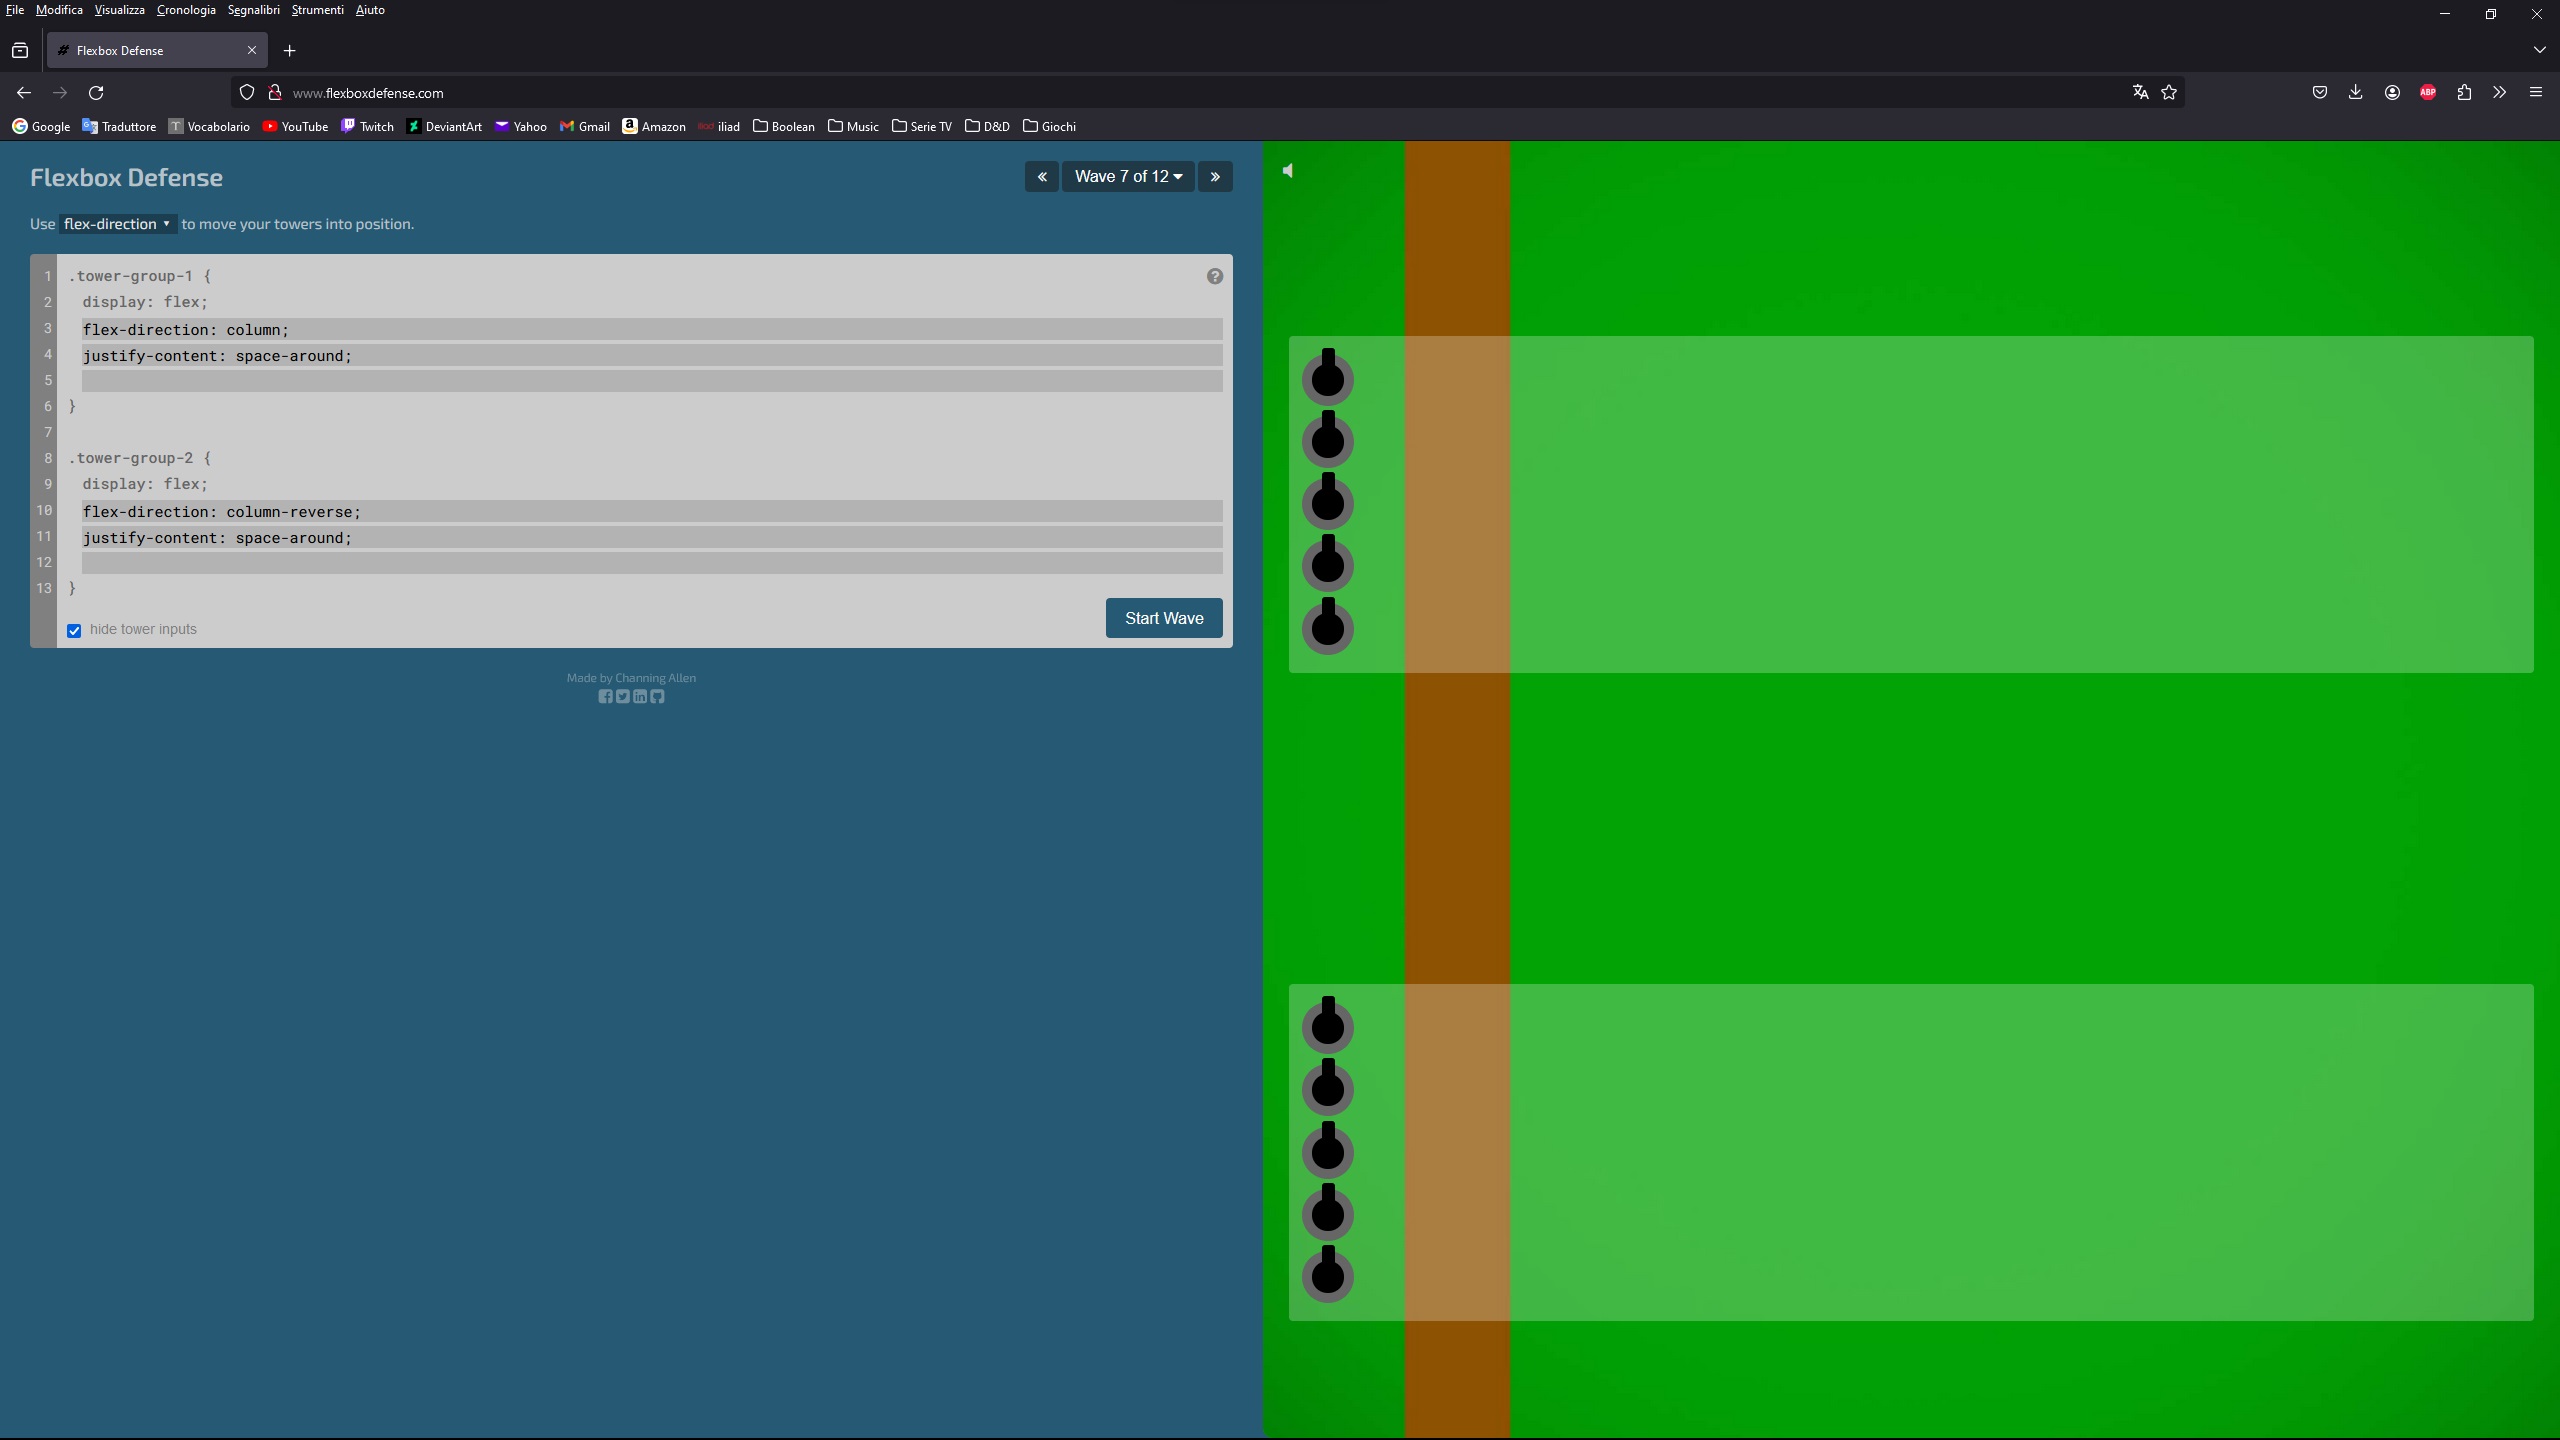 File Modifica Visualizza Cronologia Segnalibri Strumenti Aiuto
Flexbox Defense
www.flexboxdefense.com
ABP
Google Traduttore Vocabolario YouTube Twitch DeviantArt Yahoo Gmail Amazon iliad Boolean Music Serie TV D&D Giochi
Flexbox Defense
« Wave 7 of 12 »
Use flex-direction to move your towers into position.
1 .tower-group-1 {
2 display: flex;
3 flex-direction: column;
4 justify-content: space-around;
5
6 }
7
8 .tower-group-2 {
9 display: flex;
10 flex-direction: column-reverse;
11 justify-content: space-around;
12
13 }
hide tower inputs
Start Wave
Made by Channing Allen